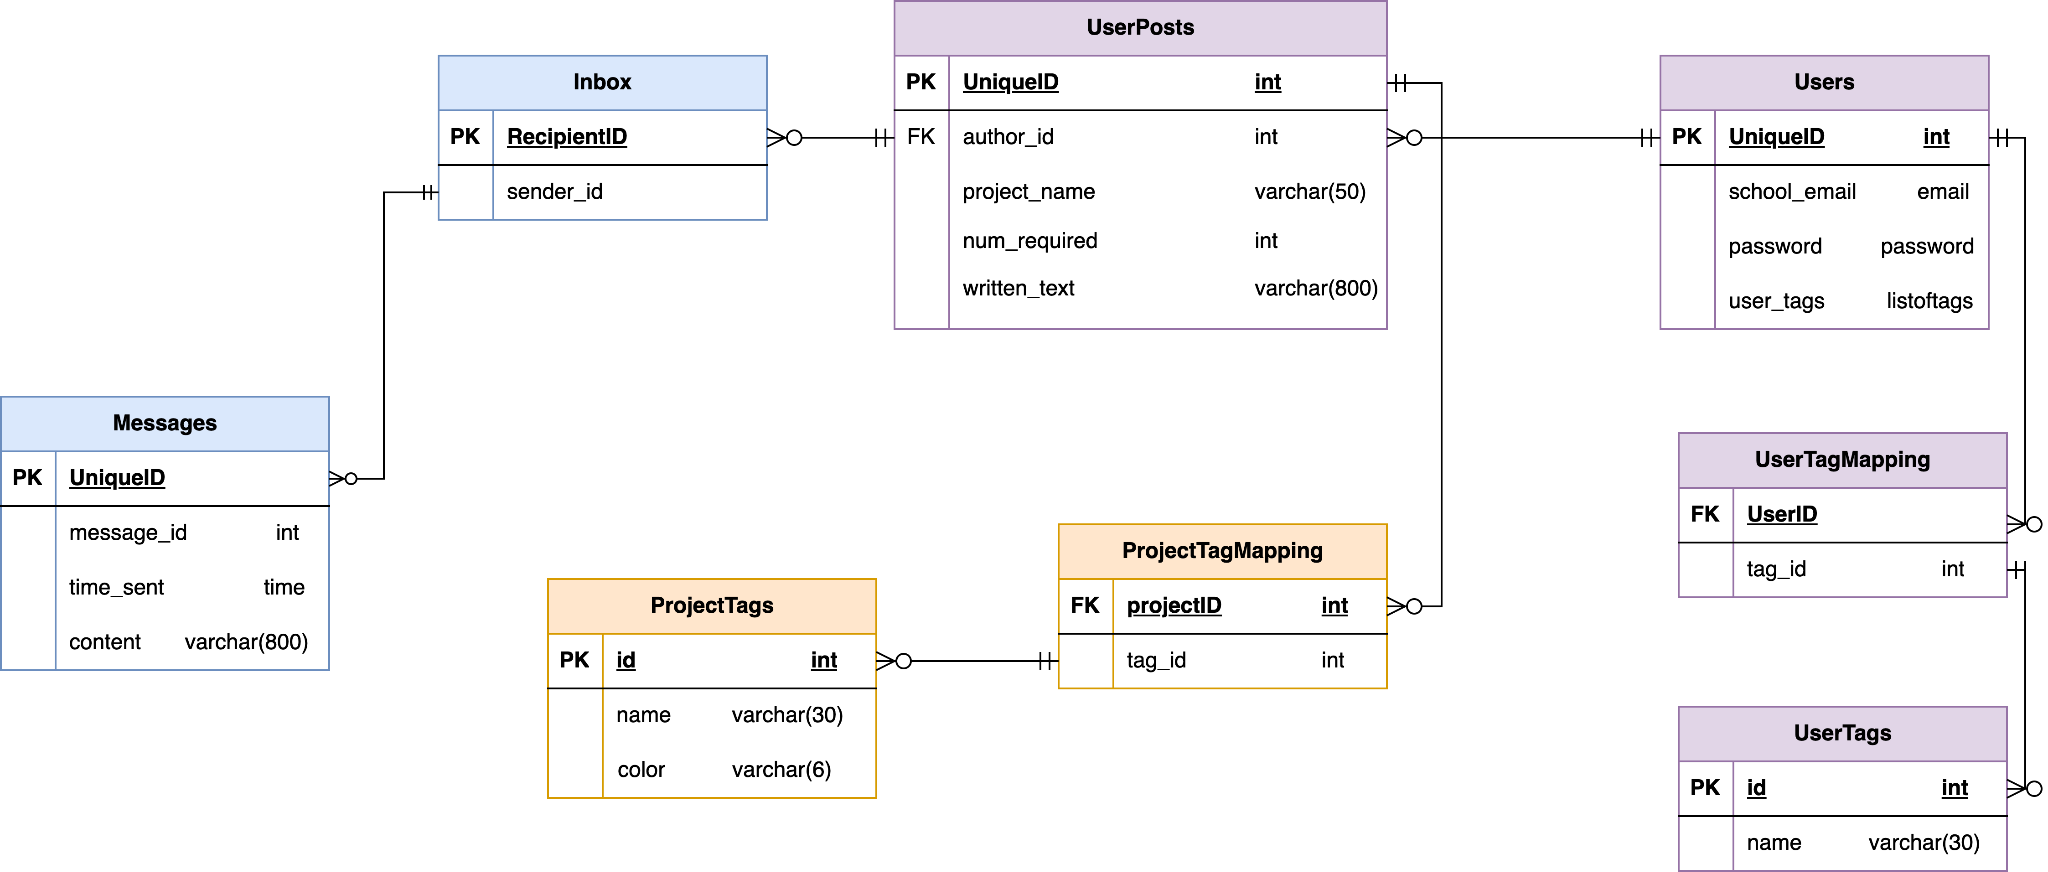 UserPosts
PK UniqueID int
FK author_id int
project_name varchar(50)
num_required int
written_text varchar(800)
Inbox
PK RecipientID
sender_id
Users
PK UniqueID int
school_email email
password password
user_tags listoftags
Messages
PK UniqueID
message_id int
time_sent time
content varchar(800)
UserTagMapping
FK UserID
tag_id int
ProjectTagMapping
FK projectID int
tag_id int
ProjectTags
PK id int
name varchar(30)
color varchar(6)
UserTags
PK id int
name varchar(30)